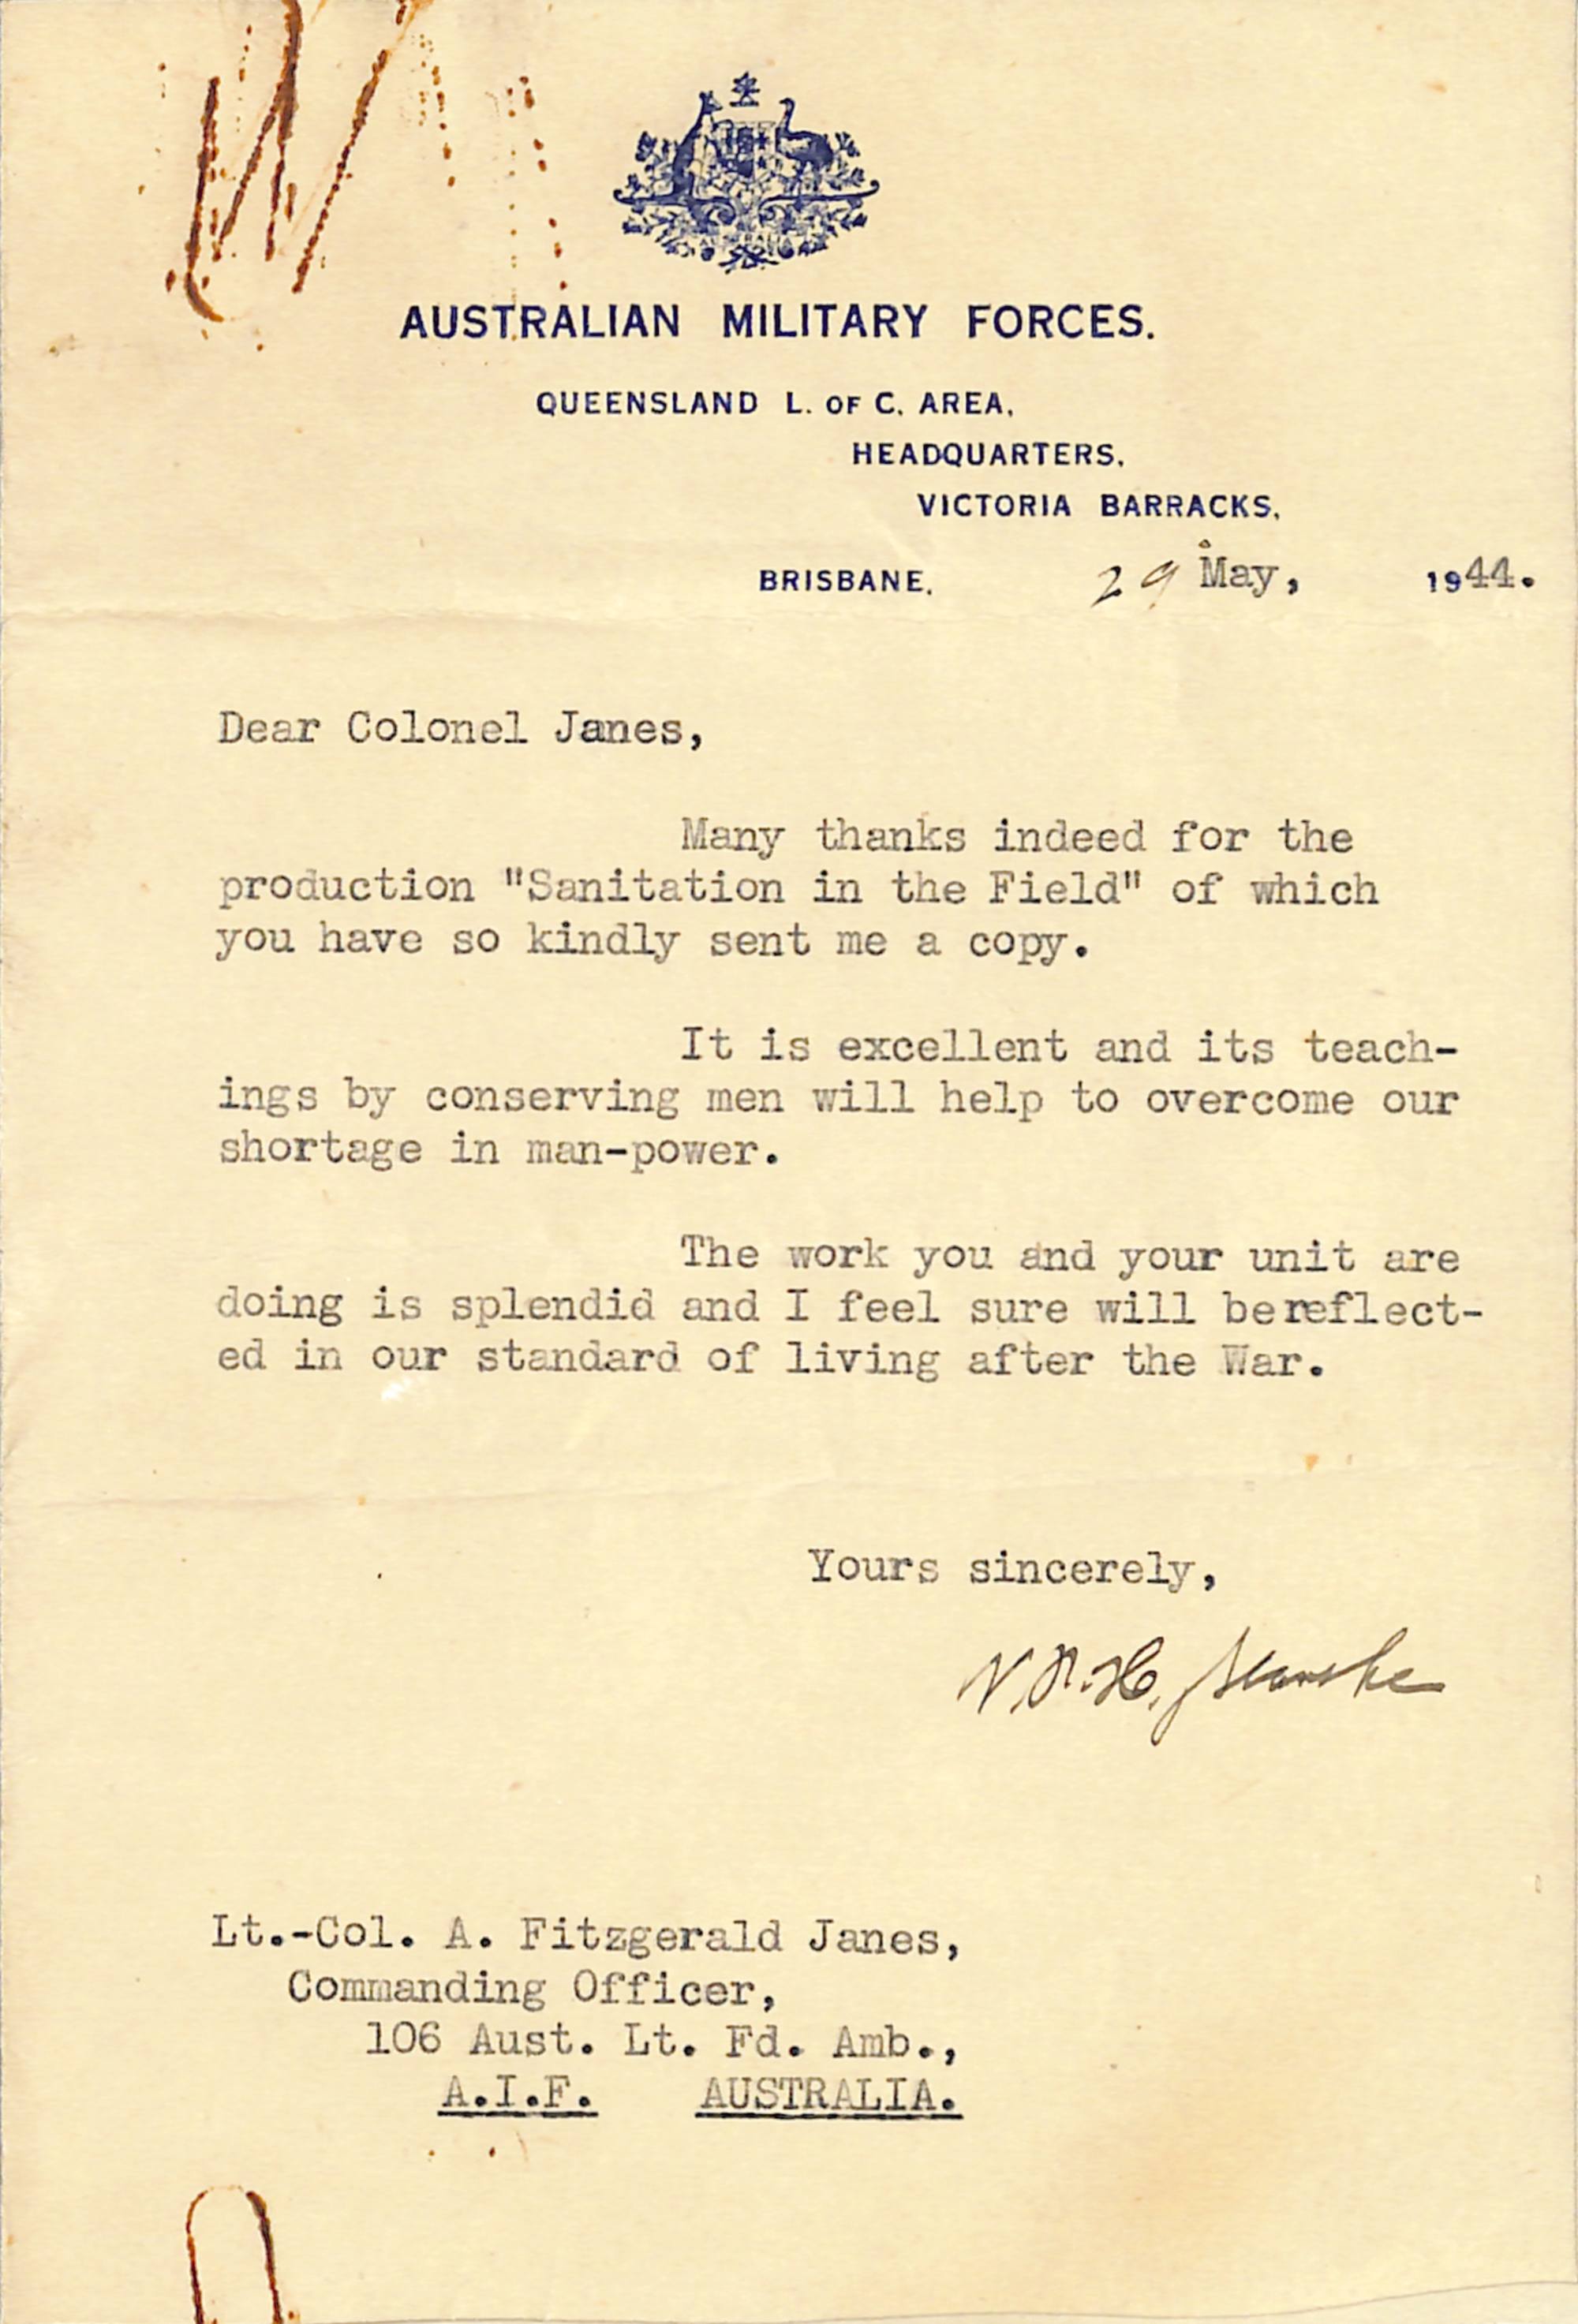 AUSTRALIAN MILITARY FORCES.
QUEENSLAND L. OF C. AREA.
HEADQUARTERS.
VICTORIA BARRACKS.
BRISBANE. 29 May, 1944.
Dear Colonel Janes,
Many thanks indeed for the
production "Sanitation in the Field" of which
you have so kindly sent me a copy.
It is excellent and its teach-
ings by conserving men will help to overcome our
shortage in man-power.
The work you and your unit are
doing is splendid and I feel sure will bereflect-
ed in our standard of living after the War.
Yours sincerely,
Lt.-Col. A. Fitzgerald Janes,
Commanding Officer,
106 Aust. Lt. Fd. Amb.,
A.I.F. AUSTRALIA.